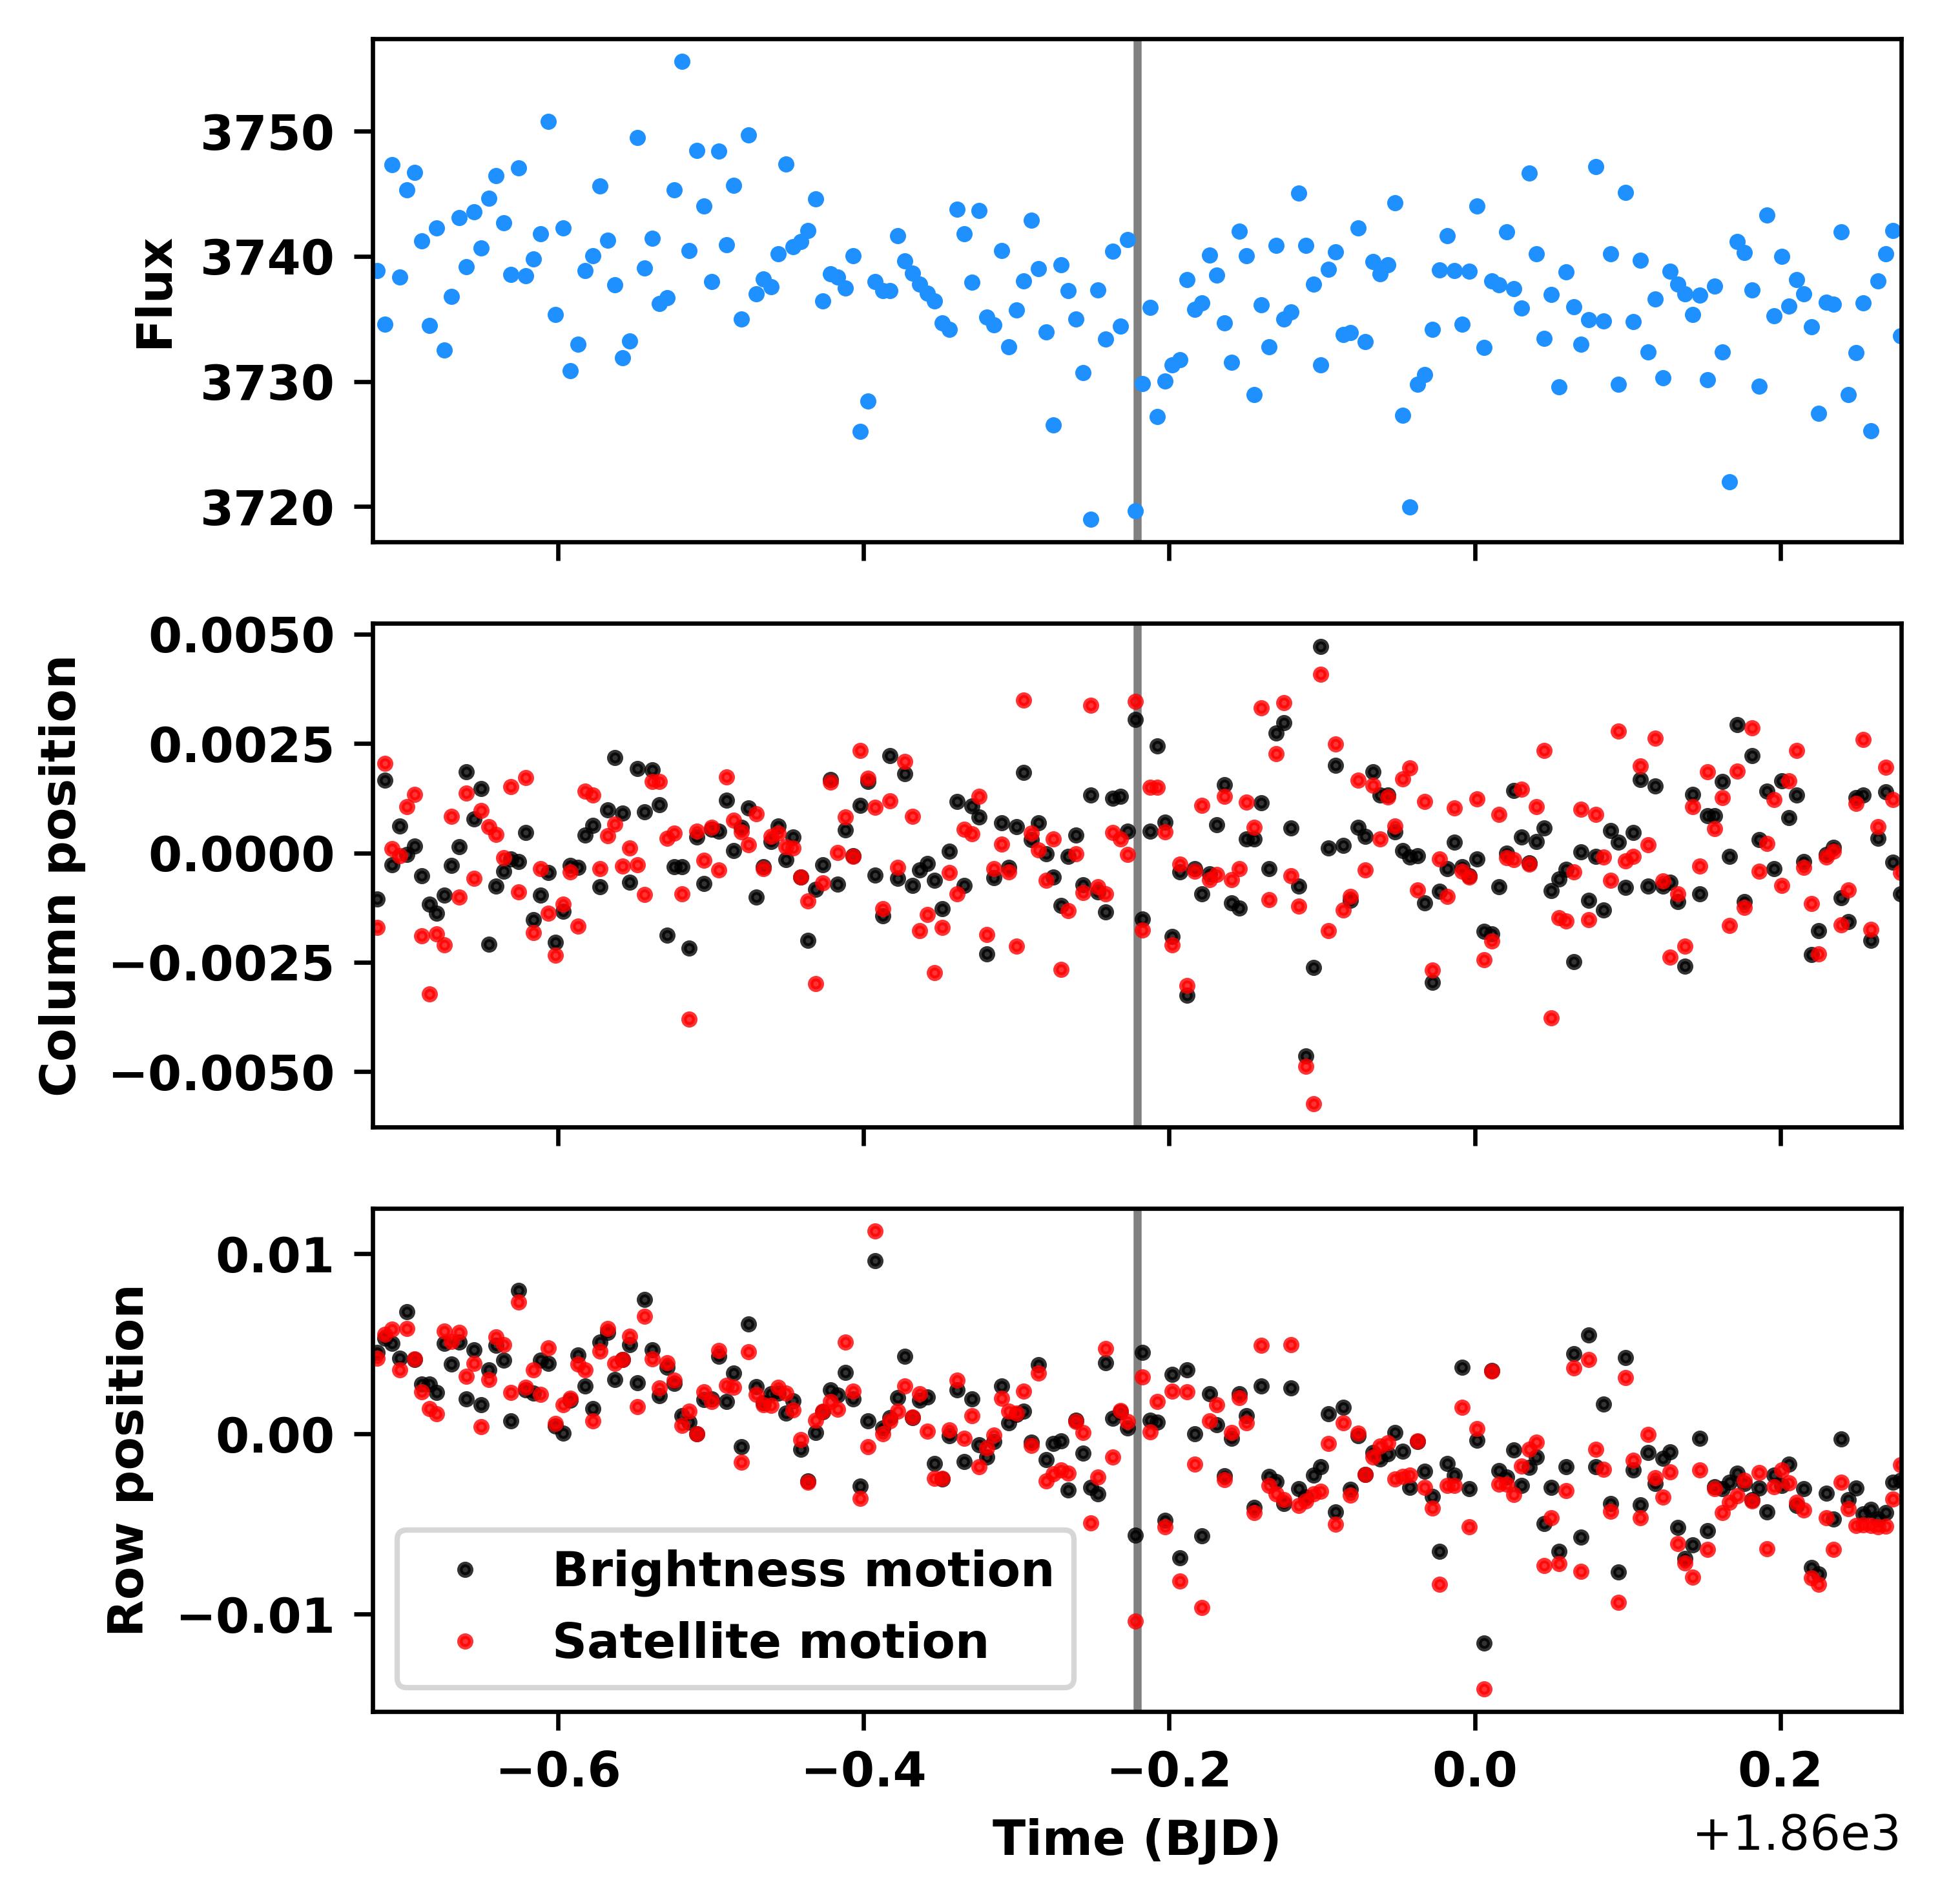 Flux
3750
3740
3730
3720
Column position
0.0050
0.0025
0.0000
−0.0025
−0.0050
Row position
0.01
0.00
−0.01
Brightness motion
Satellite motion
−0.6
−0.4
−0.2
0.0
0.2
Time (BJD)
+1.86e3